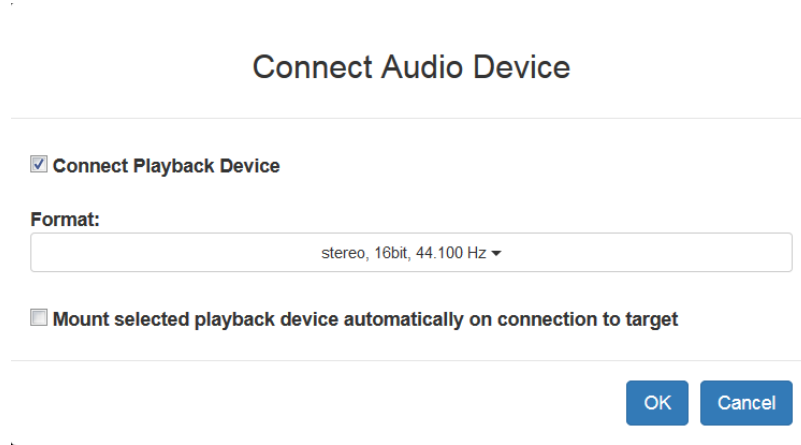 Connect Audio Device
Connect Playback Device
Format:
stereo, 16bit, 44.100 Hz
Mount selected playback device automatically on connection to target
OK Cancel